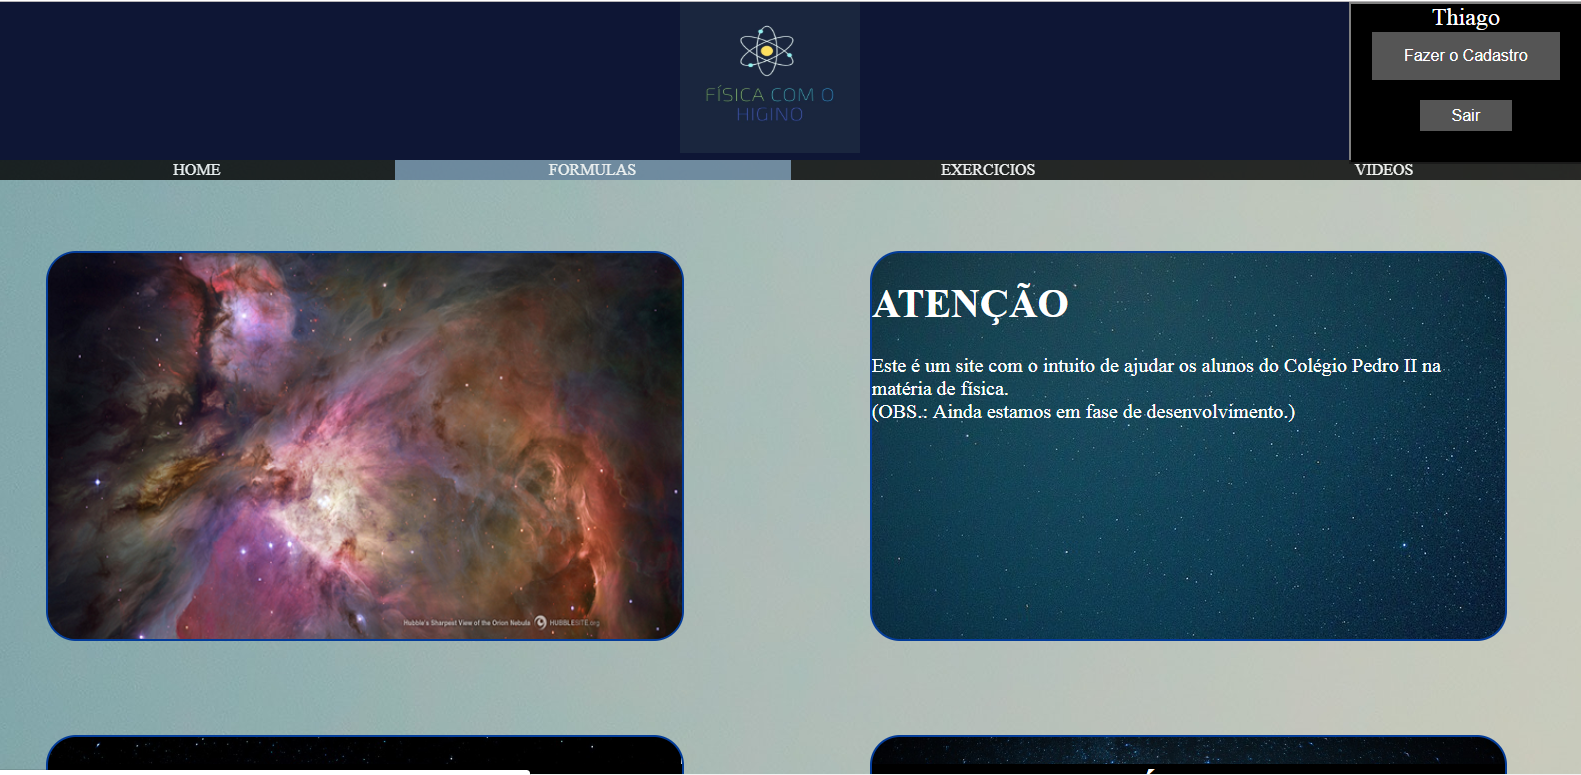 FÍSICA COM O
HIGINO
Thiago
Fazer o Cadastro
Sair
HOME
FORMULAS
EXERCICIOS
VIDEOS
Hubble's Sharpest View of the Orion Nebula
HUBBLESITE.org
ATENÇÃO
Este é um site com o intuito de ajudar os alunos do Colégio Pedro II na
matéria de física.
(OBS.: Ainda estamos em fase de desenvolvimento.)